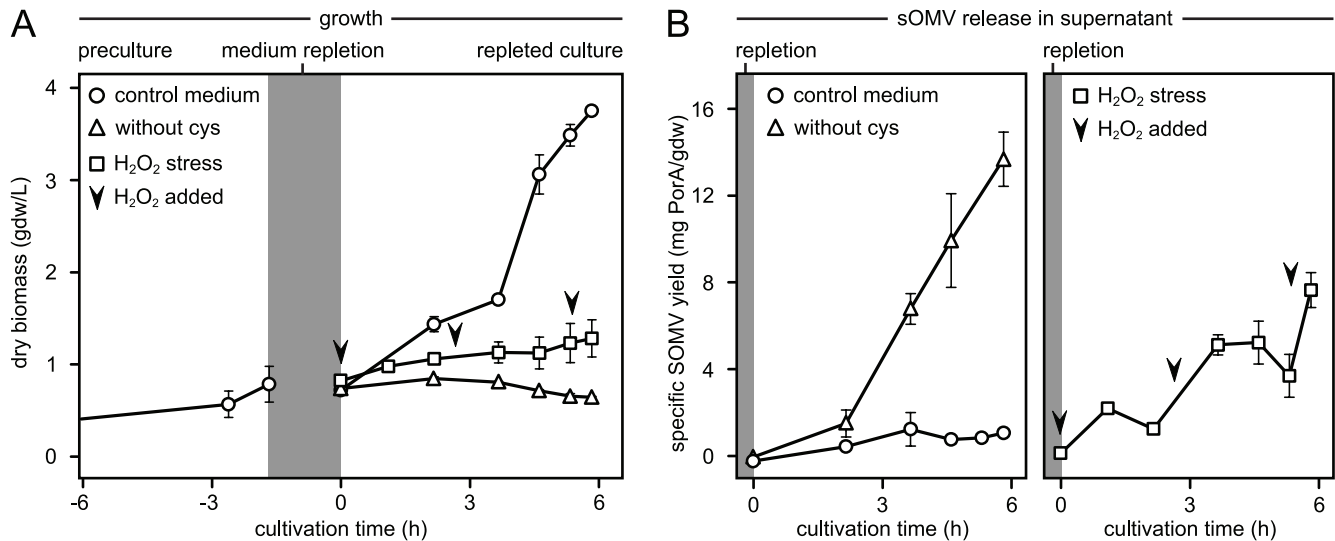 A
growth
preculture
medium repletion
repleted culture
control medium
without cys
H₂O₂ stress
H₂O₂ added
dry biomass (gdw/L)
4
3
2
1
0
-6
-3
0
3
6
cultivation time (h)
B
sOMV release in supernatant
repletion
control medium
without cys
specific SOMV yield (mg PorA/gdw)
16
12
8
4
0
0
3
6
cultivation time (h)
repletion
H₂O₂ stress
H₂O₂ added
0
3
6
cultivation time (h)